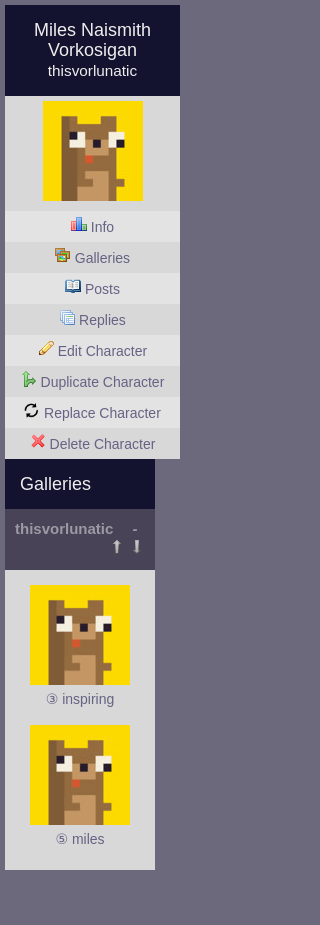 Miles Naismith
Vorkosigan
thisvorlunatic
Info
Galleries
Posts
Replies
Edit Character
Duplicate Character
Replace Character
Delete Character
Galleries
thisvorlunatic -
⬆ ⬇
③ inspiring
⑤ miles